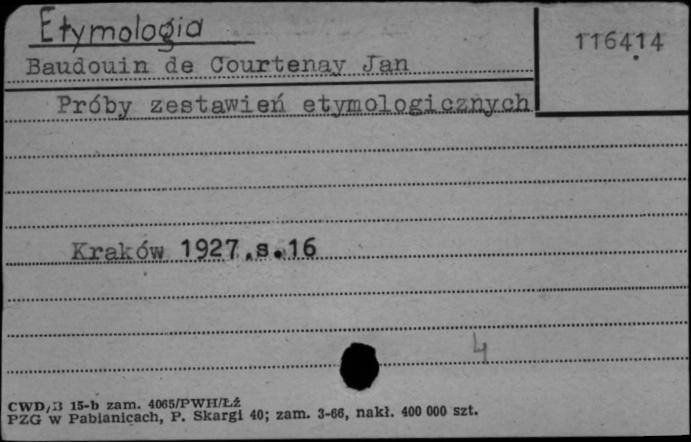 Etymologia
116414
Baudouin de Courtenay Jan
Próby zestawień etymologicznych
Kraków 1927.s.16
4
CWD/B 15-b zam. 4065/PWH/Łź
PZG w Pabianicach, P. Skargi 40; zam. 3-66, nakł. 400 000 szt.